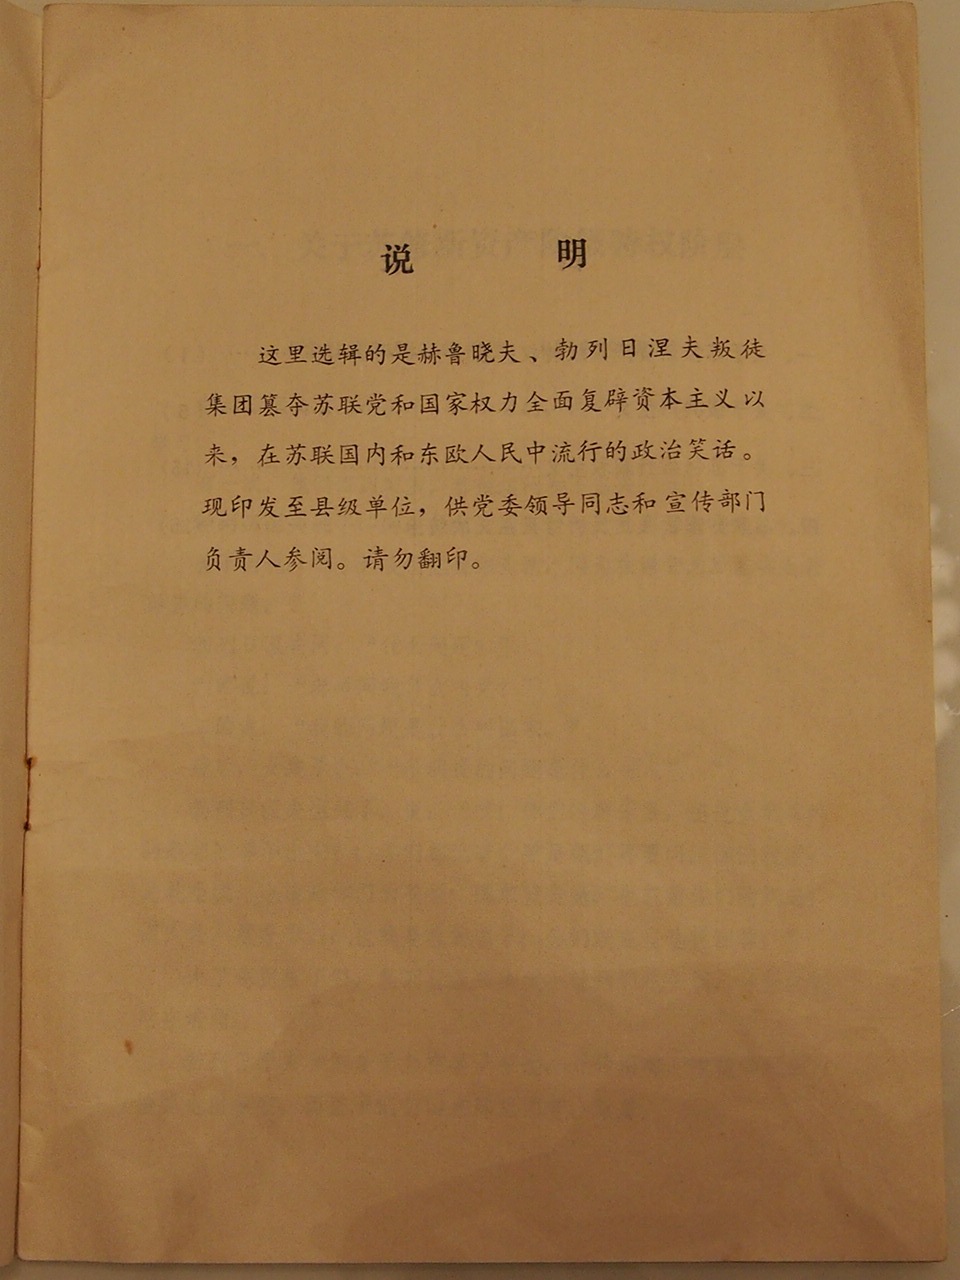 说 明
这里选辑的是赫鲁晓夫、勃列日涅夫叛徒
集团篡夺苏联党和国家权力全面复辟资本主义以
来，在苏联国内和东欧人民中流行的政治笑话。
现印发至县级单位，供党委领导同志和宣传部门
负责人参阅。请勿翻印。